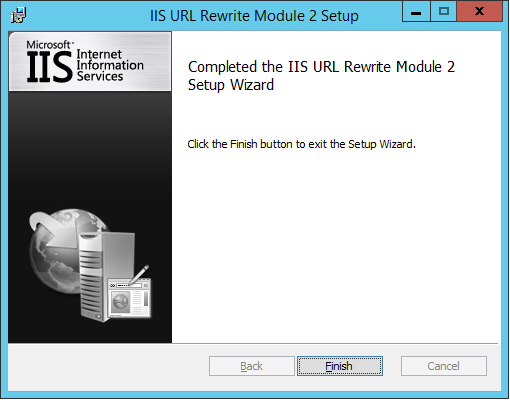 IIS URL Rewrite Module 2 Setup
Microsoft®
IIS Internet
Information
Services
Completed the IIS URL Rewrite Module 2
Setup Wizard
Click the Finish button to exit the Setup Wizard.
Back Finish Cancel